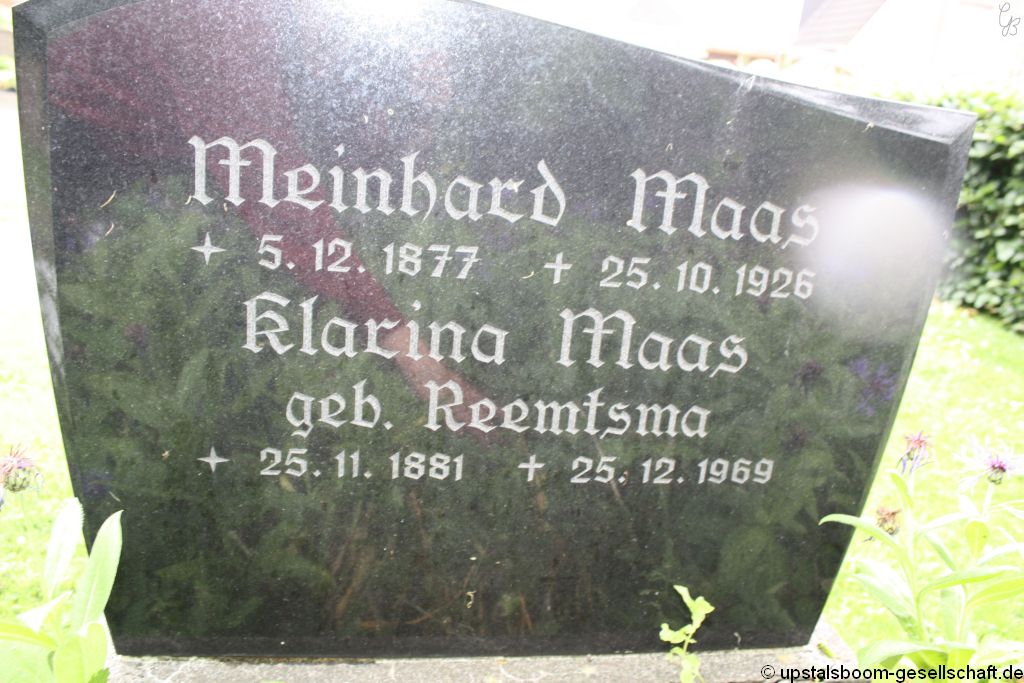 Meinhard Maas
✦ 5. 12. 1877 ✝ 25. 10. 1926
Klarina Maas
geb. Reemtsma
✦ 25. 11. 1881 ✝ 25. 12. 1969
© upstalsboom-gesellschaft.de